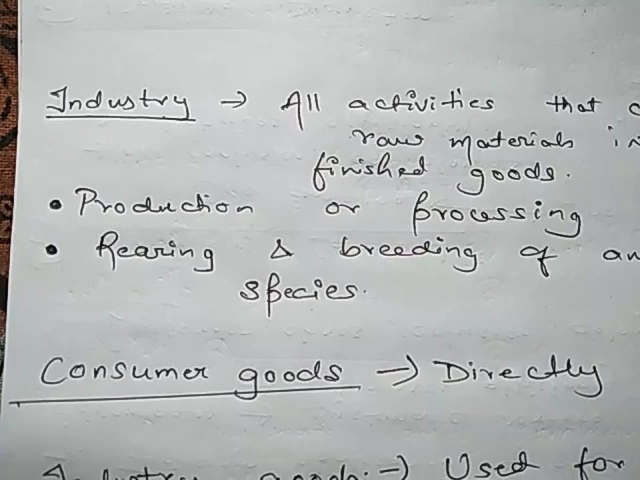 Industry → All activities that
raw materials
finished goods.
• Production or processing
• Rearing & breeding of
species.
Consumer goods → Directly
→ Used for